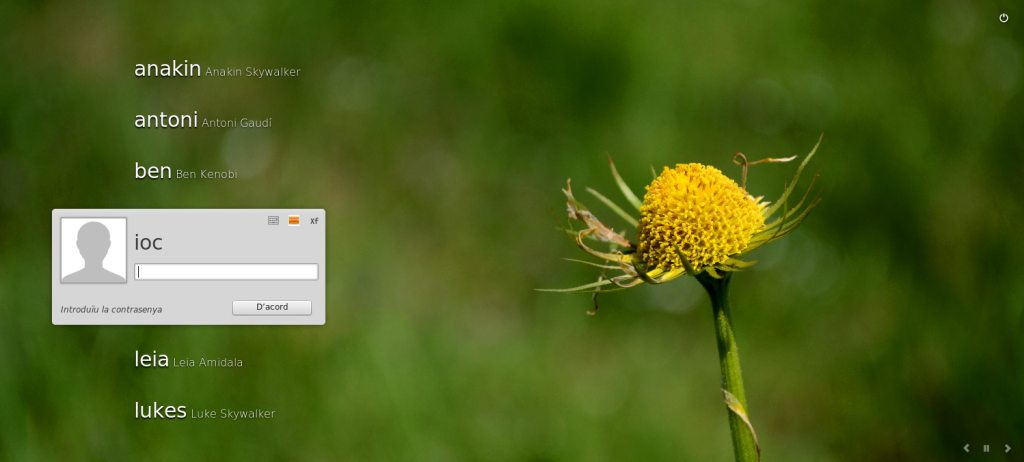 anakin Anakin Skywalker
antoni Antoni Gaudí
ben Ben Kenobi
Xf
ioc
Introduïu la contrasenya
D'acord
leia Leia Amidala
lukes Luke Skywalker